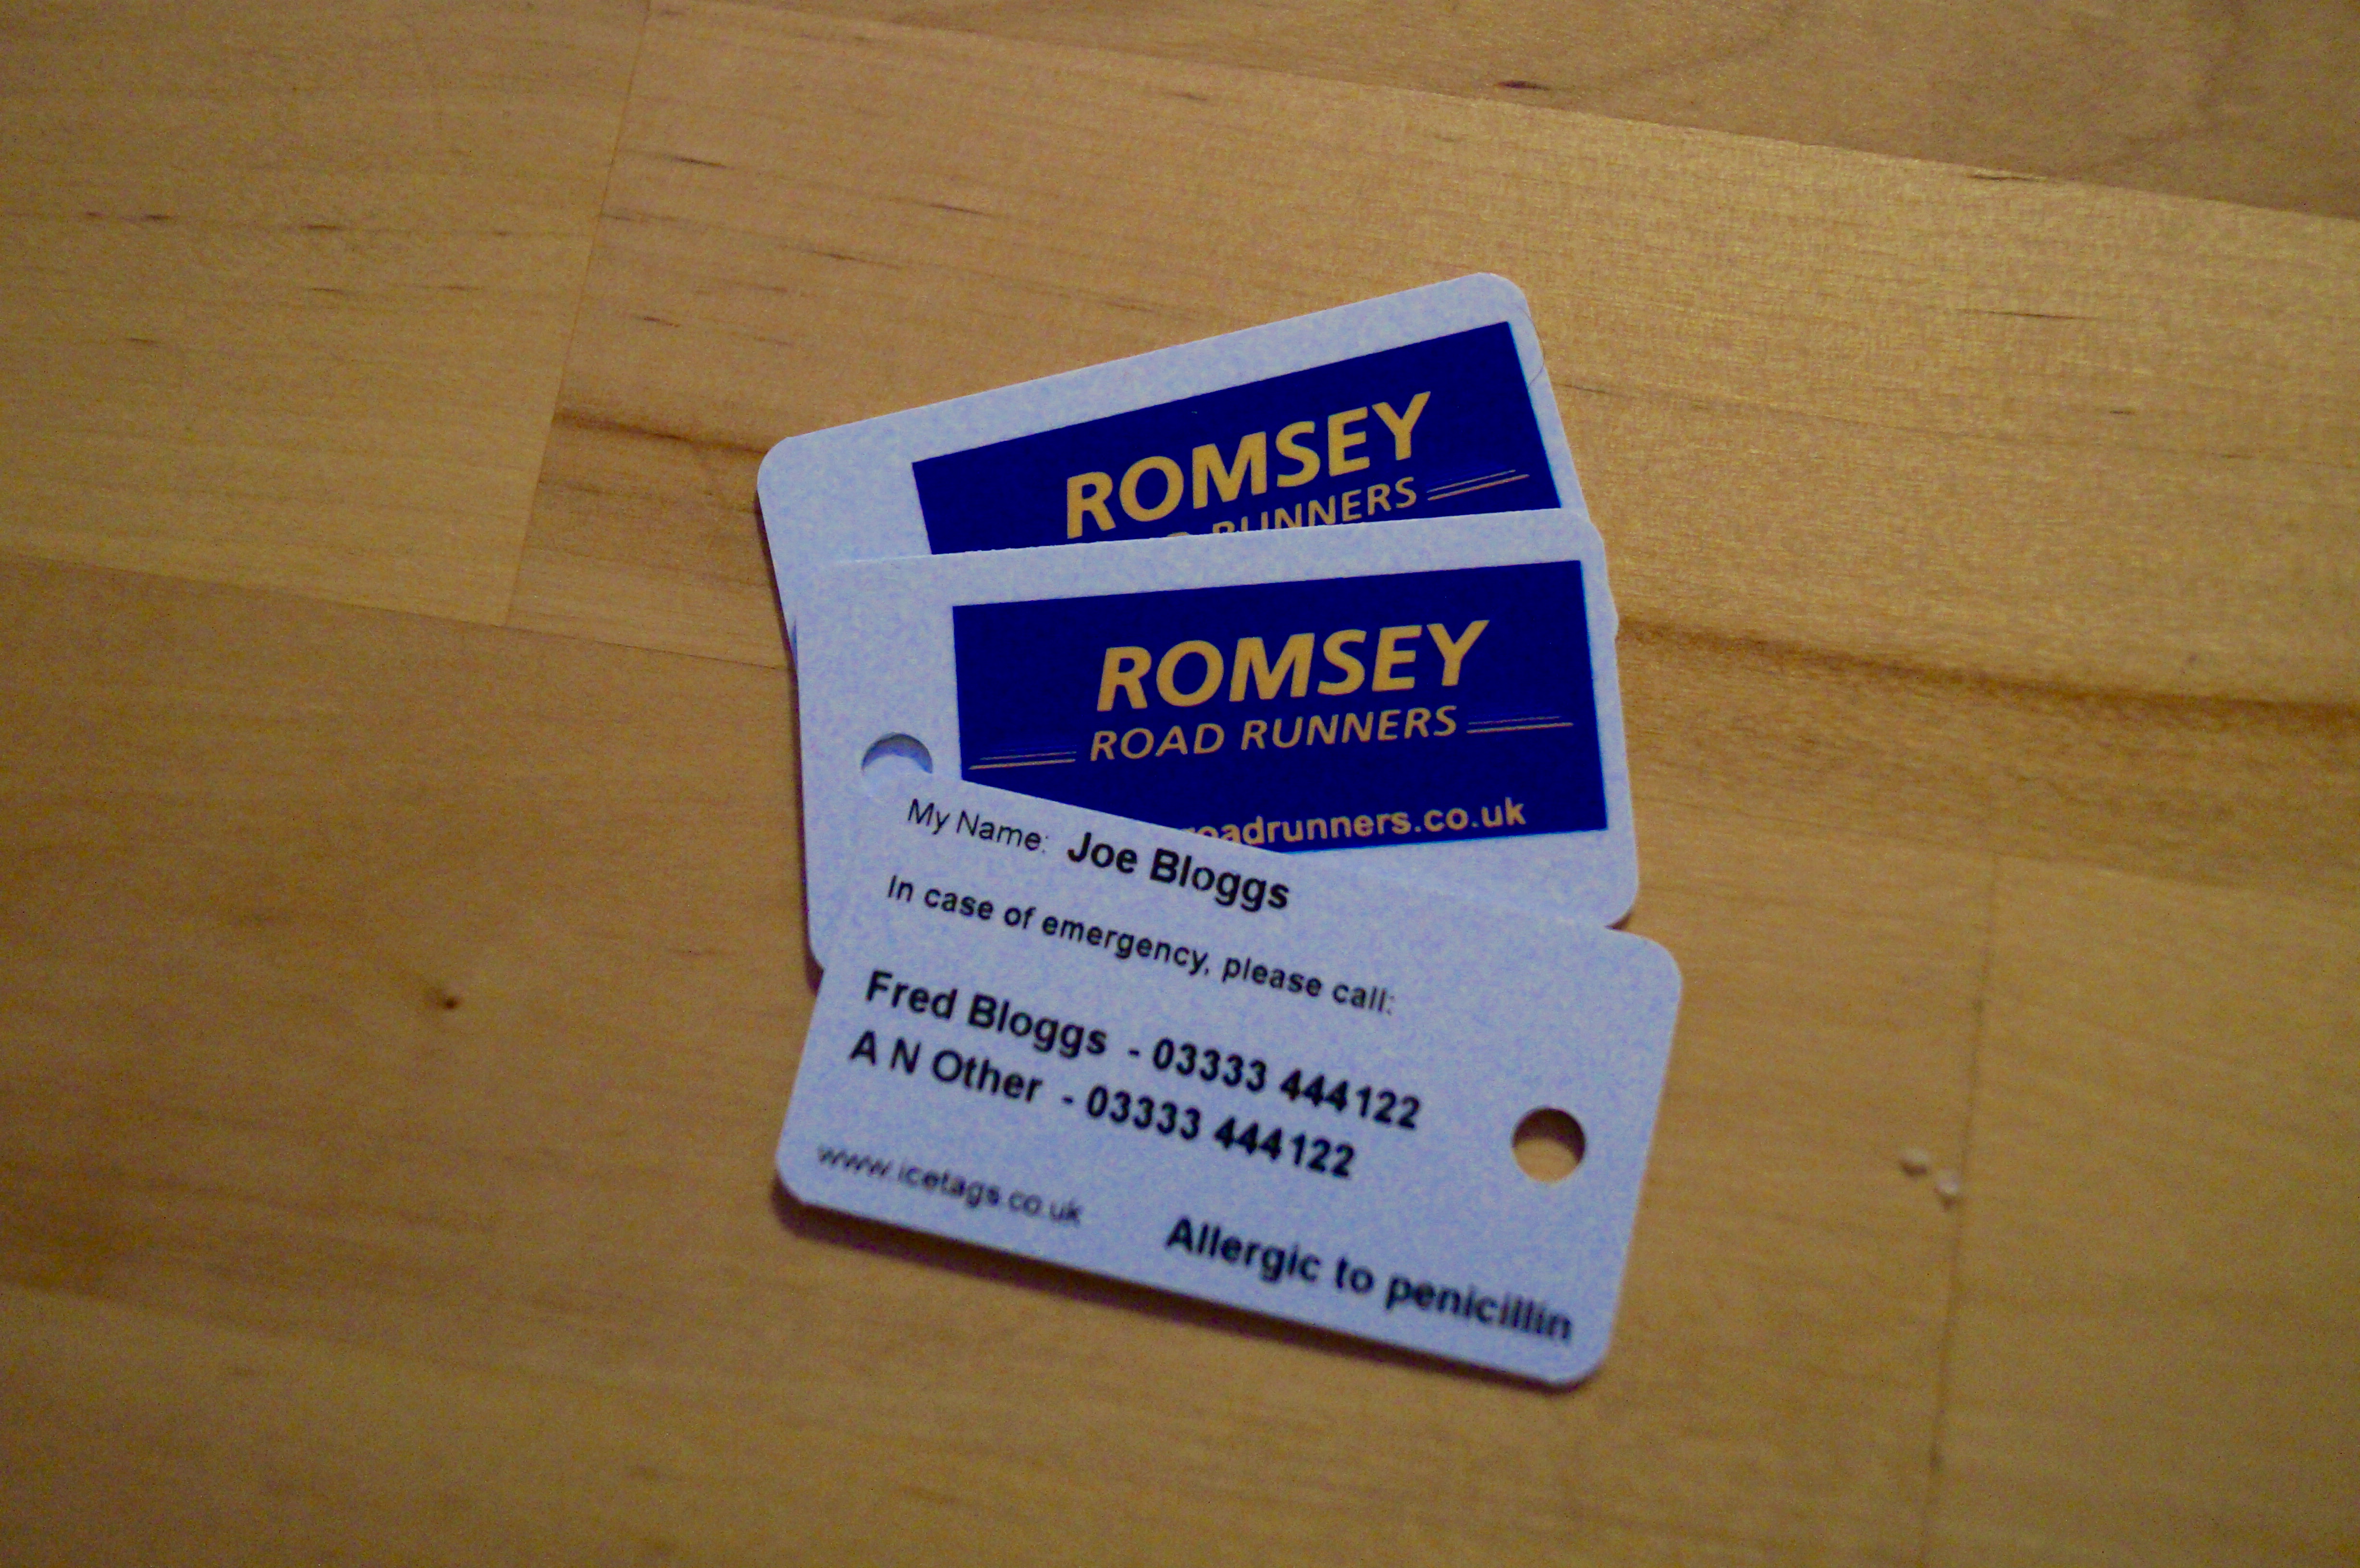 ROMSEY
RUNNERS
ROMSEY
ROAD RUNNERS
roadrunners.co.uk
My Name: Joe Bloggs
In case of emergency, please call:
Fred Bloggs - 03333 444122
A N Other - 03333 444122
www.icetags.co.uk
Allergic to penicillin